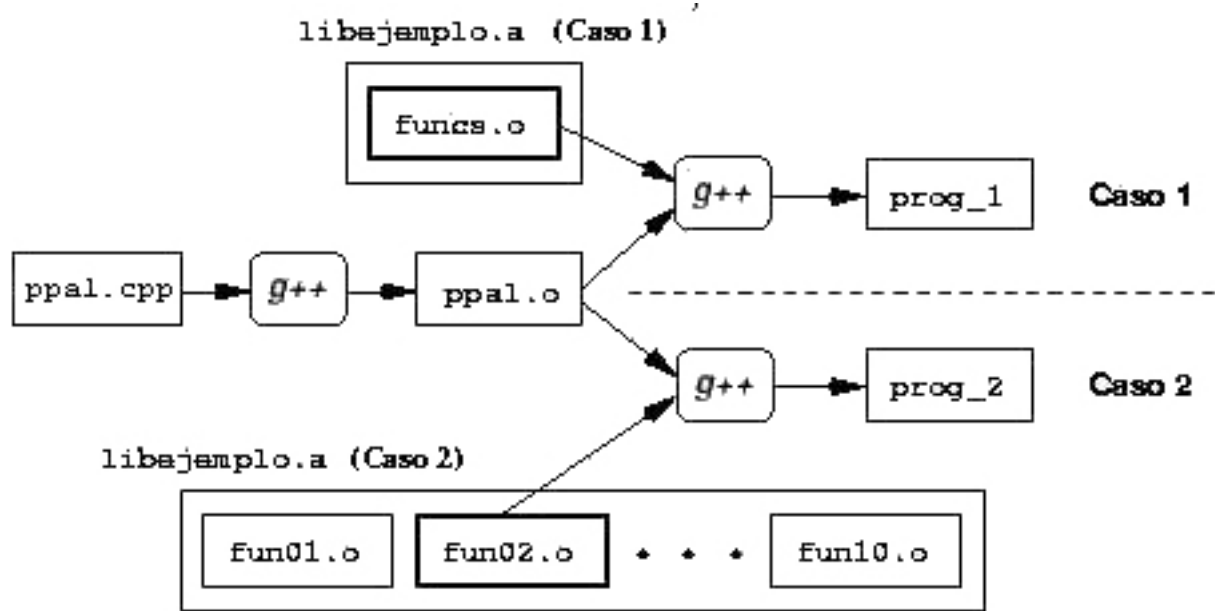 libejemplo.a (Caso 1)
funcs.o
g++
prog_1
Caso 1
ppal.cpp
g++
ppal.o
g++
prog_2
Caso 2
libejemplo.a (Caso 2)
fun01.o
fun02.o
. . .
fun10.o